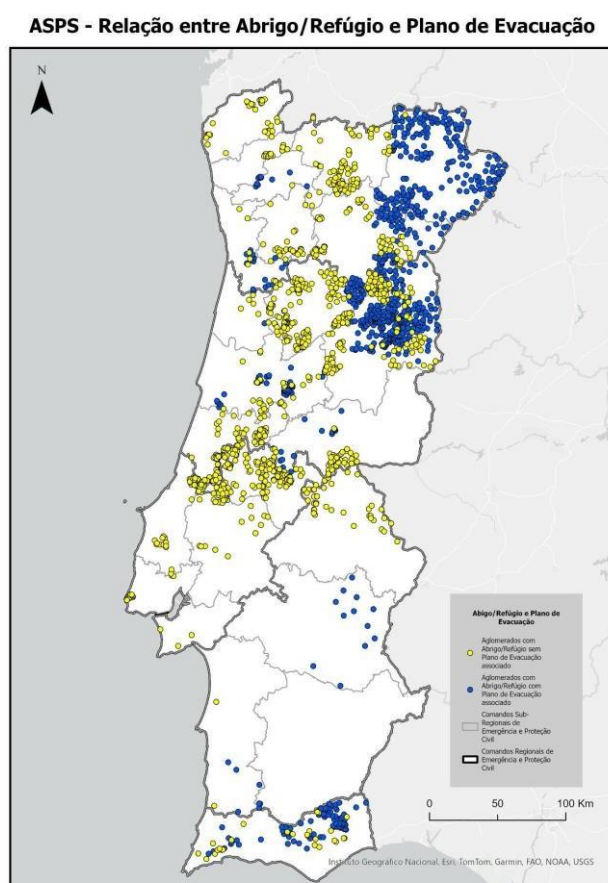 ASPS - Relação entre Abrigo/Refúgio e Plano de Evacuação
N
Abigo/Refúgio e Plano de
Evacuação
Aglomerados com
Abrigo/Refúgio sem
Plano de Evacuação
associado
Aglomerados com
Abrigo/Refúgio com
Plano de Evacuação
associado
Comandos Sub-
Regionais de
Emergência e Proteção
Civil
Comandos Regionais de
Emergência e Proteção
Civil
0 50 100 Km
Instituto Geografico Nacional, Esri, TomTom, Garmin, FAO, NOAA, USGS